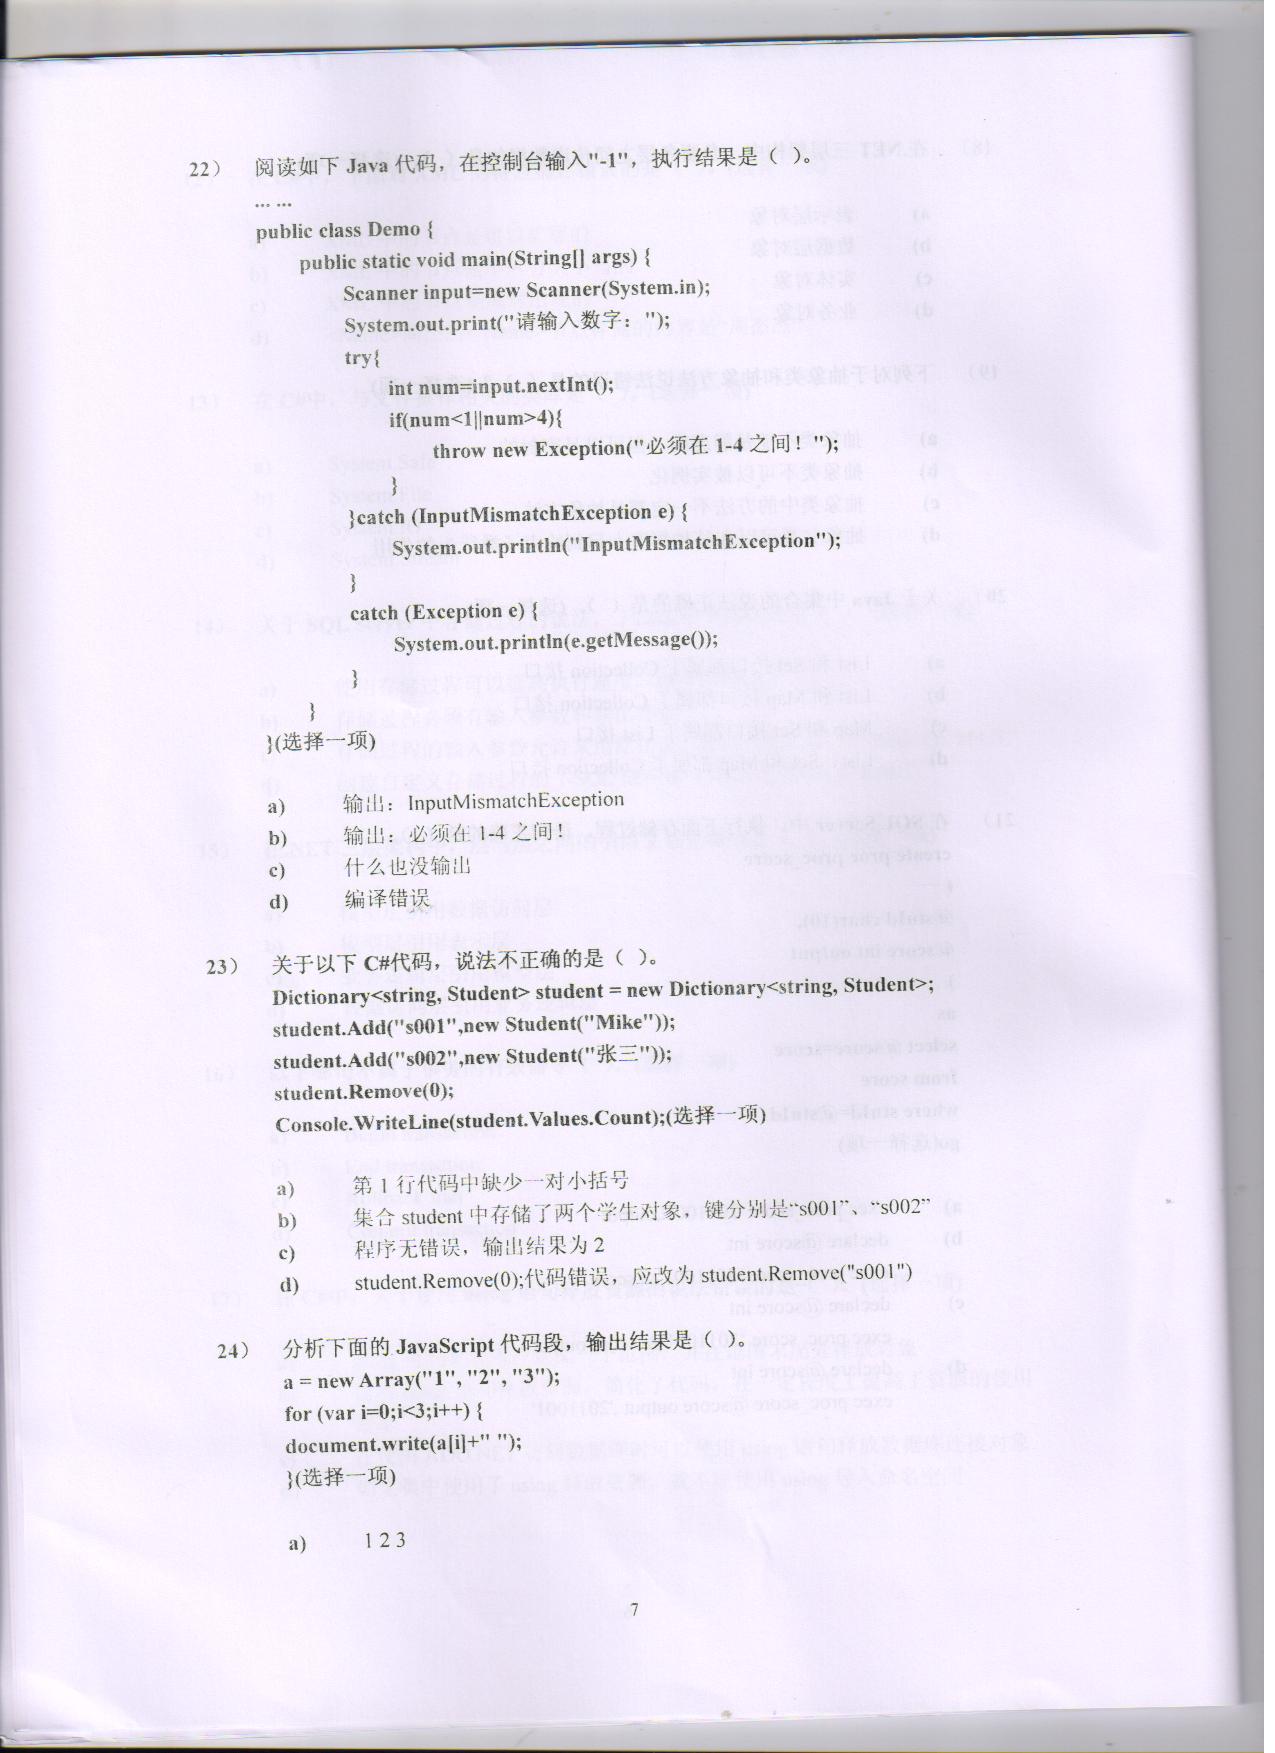 22） 阅读如下 Java 代码，在控制台输入"-1"，执行结果是（ ）。
... ...
public class Demo {
public static void main(String[] args) {
Scanner input=new Scanner(System.in);
System.out.print("请输入数字：");
try{
int num=input.nextInt();
if(num<1||num>4){
throw new Exception("必须在 1-4 之间！");
}
}catch (InputMismatchException e) {
System.out.println("InputMismatchException");
}
catch (Exception e) {
System.out.println(e.getMessage());
}
}
}(选择一项)
a) 输出：InputMismatchException
b) 输出：必须在 1-4 之间！
c) 什么也没输出
d) 编译错误
23） 关于以下 C#代码，说法不正确的是（ ）。
Dictionary<string, Student> student = new Dictionary<string, Student>;
student.Add("s001",new Student("Mike"));
student.Add("s002",new Student("张三"));
student.Remove(0);
Console.WriteLine(student.Values.Count);(选择一项)
a) 第 1 行代码中缺少一对小括号
b) 集合 student 中存储了两个学生对象，键分别是“s001”、“s002”
c) 程序无错误，输出结果为 2
d) student.Remove(0);代码错误，应改为 student.Remove("s001")
24） 分析下面的 JavaScript 代码段，输出结果是（ ）。
a = new Array("1", "2", "3");
for (var i=0;i<3;i++) {
document.write(a[i]+" ");
}(选择一项)
a) 1 2 3
7